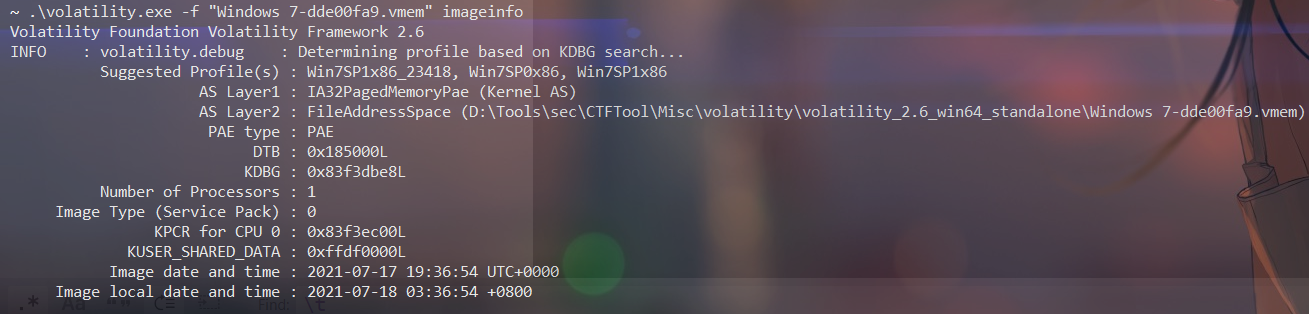 ~ .\volatility.exe -f "Windows 7-dde00fa9.vmem" imageinfo
Volatility Foundation Volatility Framework 2.6
INFO    : volatility.debug    : Determining profile based on KDBG search...
          Suggested Profile(s) : Win7SP1x86_23418, Win7SP0x86, Win7SP1x86
                     AS Layer1 : IA32PagedMemoryPae (Kernel AS)
                     AS Layer2 : FileAddressSpace (D:\Tools\sec\CTFTool\Misc\volatility\volatility_2.6_win64_standalone\Windows 7-dde00fa9.vmem)
                      PAE type : PAE
                           DTB : 0x185000L
                          KDBG : 0x83f3dbe8L
          Number of Processors : 1
     Image Type (Service Pack) : 0
                KPCR for CPU 0 : 0x83f3ec00L
             KUSER_SHARED_DATA : 0xffdf0000L
           Image date and time : 2021-07-17 19:36:54 UTC+0000
     Image local date and time : 2021-07-18 03:36:54 +0800